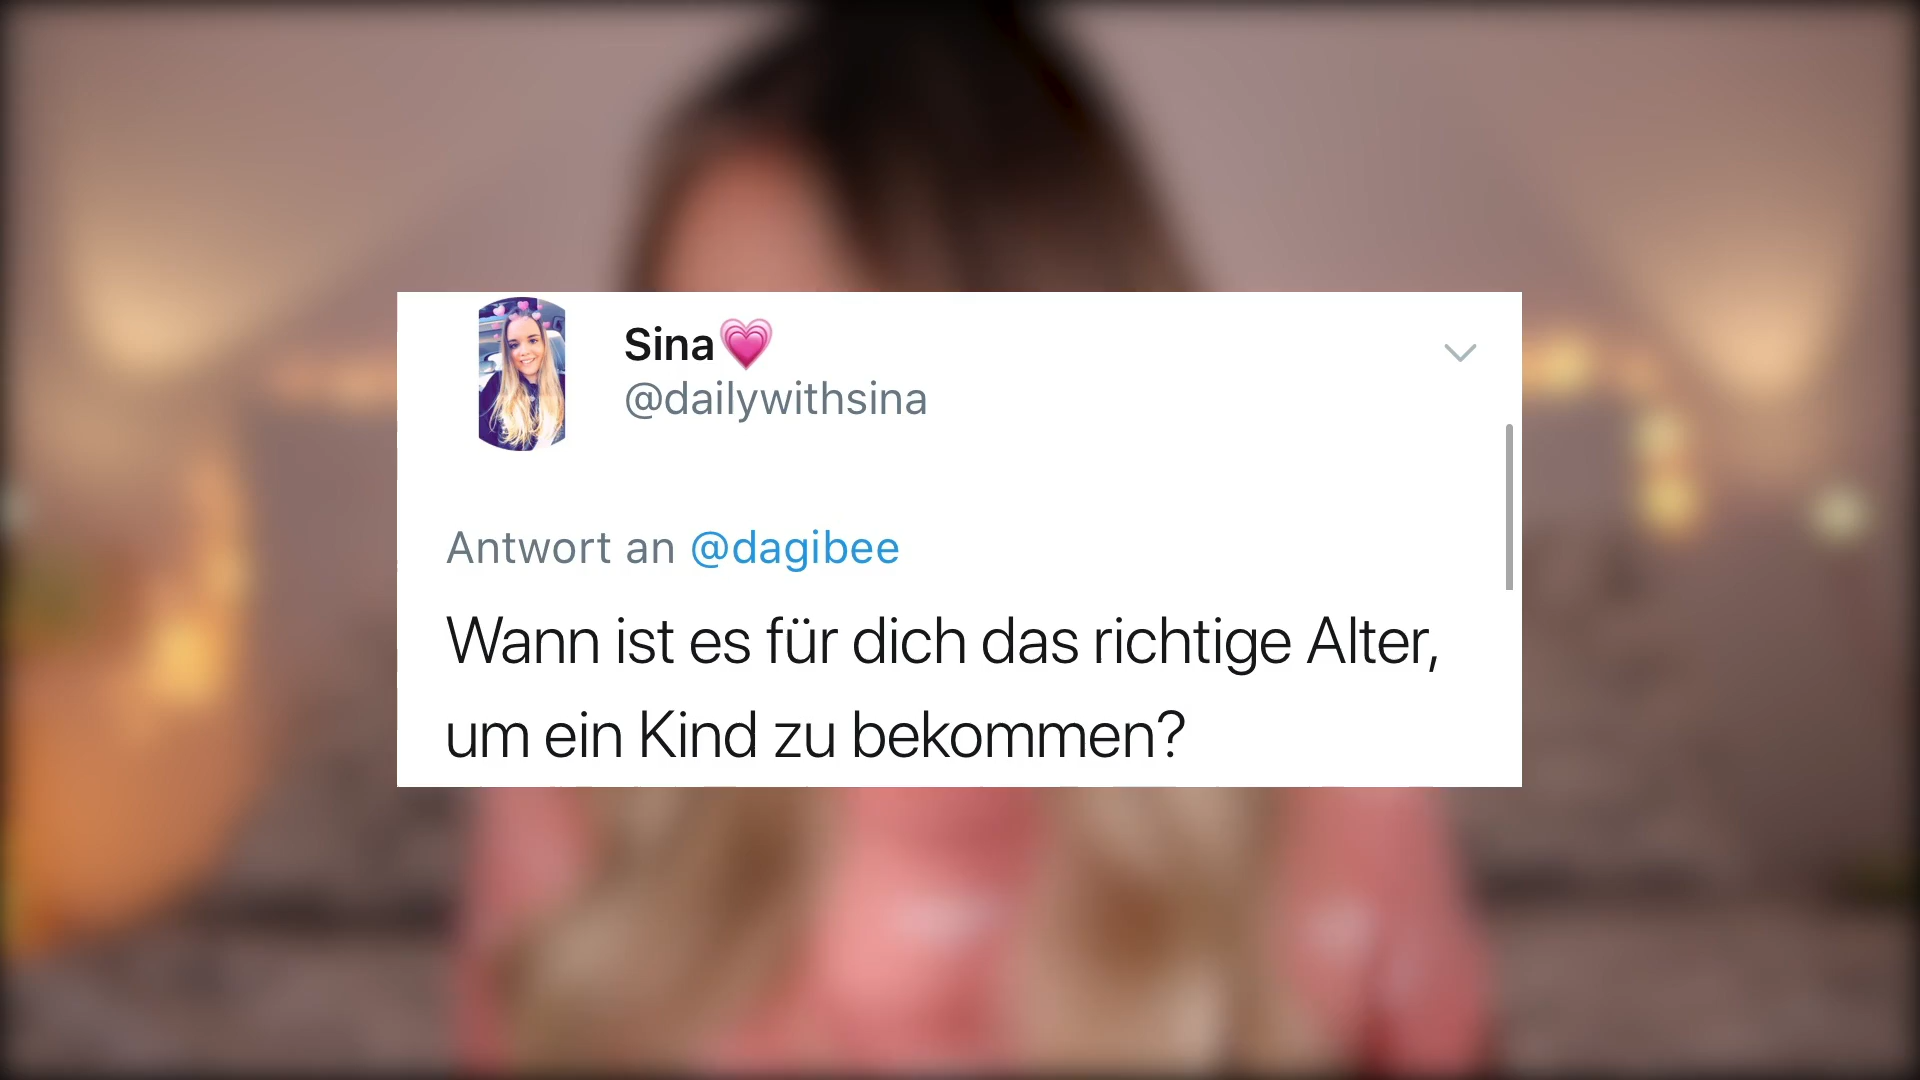 Sina💗
@dailywithsina
Antwort an @dagibee
Wann ist es für dich das richtige Alter,
um ein Kind zu bekommen?